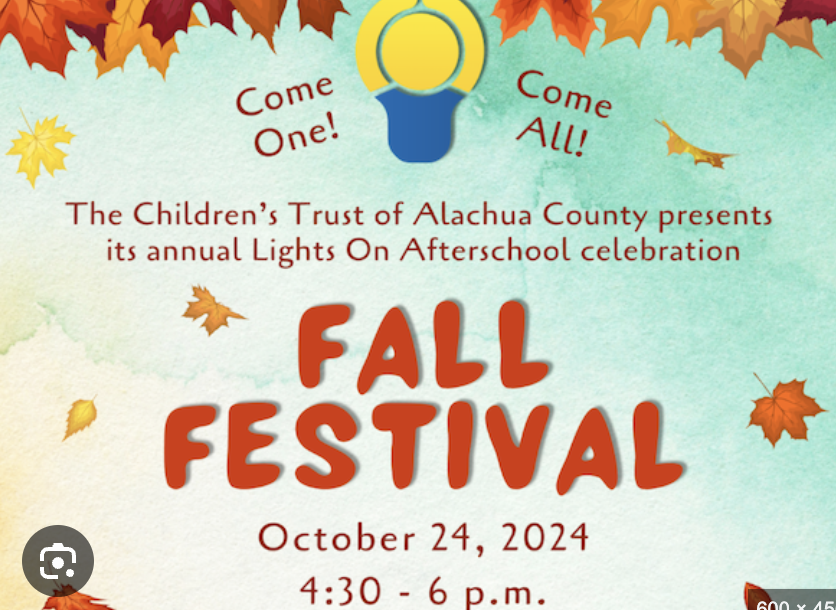 Come
One!
Come
All!
The Children's Trust of Alachua County presents
its annual Lights On Afterschool celebration
FALL
FESTIVAL
October 24, 2024
4:30 - 6 p.m.